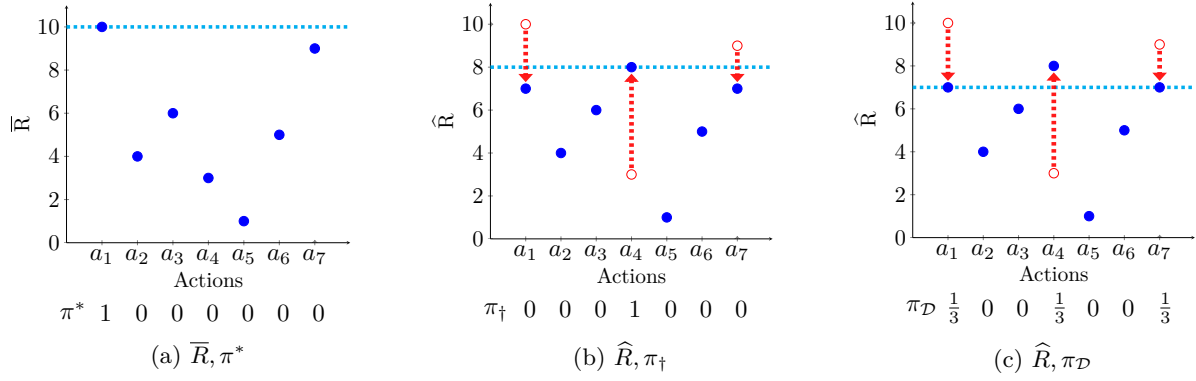 10
8
6
4
2
0
R̅
a₁ a₂ a₃ a₄ a₅ a₆ a₇
Actions
π* 1 0 0 0 0 0 0
(a) R̅, π*
10
8
6
4
2
0
R̂
a₁ a₂ a₃ a₄ a₅ a₆ a₇
Actions
π† 0 0 0 1 0 0 0
(b) R̂, π†
10
8
6
4
2
0
R̂
a₁ a₂ a₃ a₄ a₅ a₆ a₇
Actions
π_𝒟 1/3 0 0 1/3 0 0 1/3
(c) R̂, π_𝒟